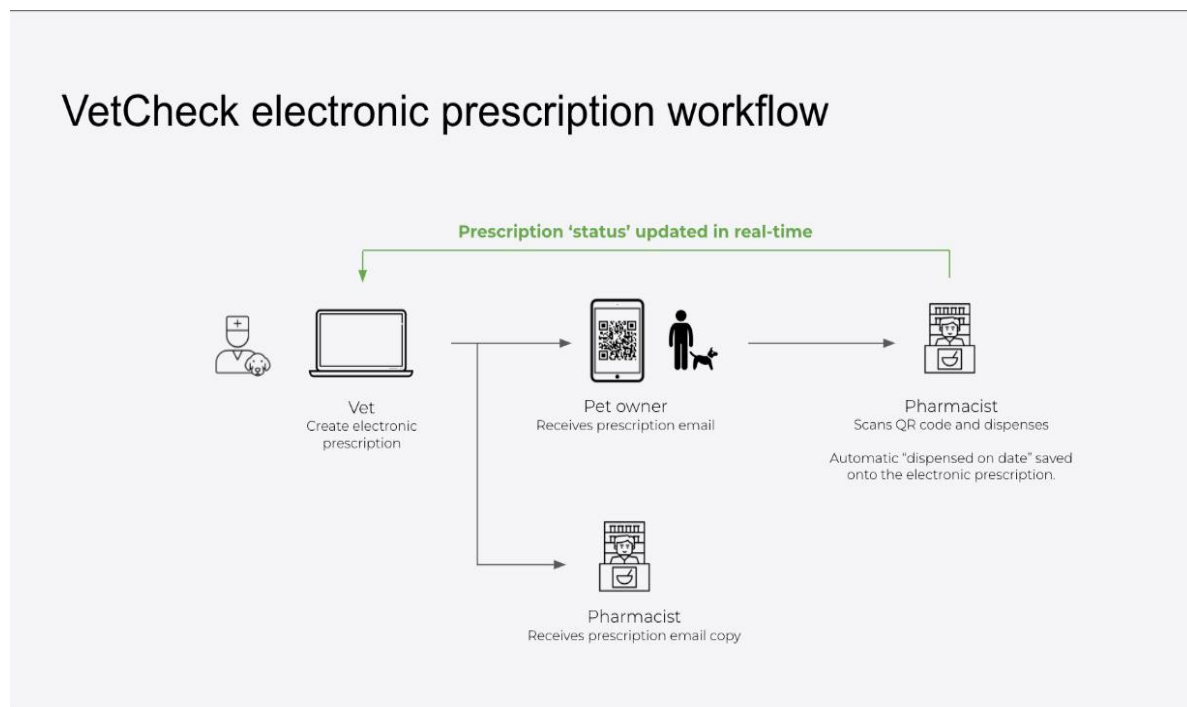 VetCheck electronic prescription workflow
Prescription ‘status’ updated in real-time
Vet
Create electronic
prescription
Pet owner
Receives prescription email
Pharmacist
Scans QR code and dispenses
Automatic “dispensed on date” saved
onto the electronic prescription.
Pharmacist
Receives prescription email copy